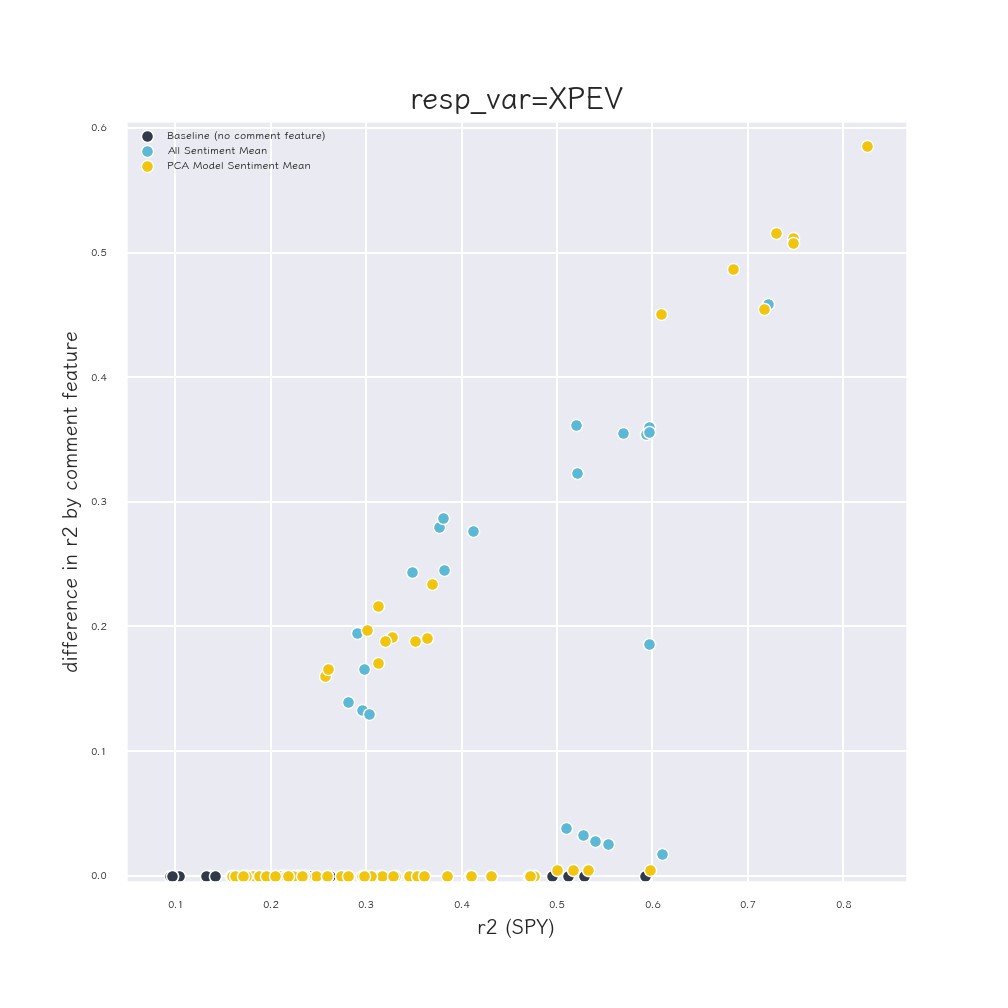 resp_var=XPEV
Baseline (no comment feature)
All Sentiment Mean
PCA Model Sentiment Mean
difference in r2 by comment feature
0.6
0.5
0.4
0.3
0.2
0.1
0.0
0.1 0.2 0.3 0.4 0.5 0.6 0.7 0.8
r2 (SPY)